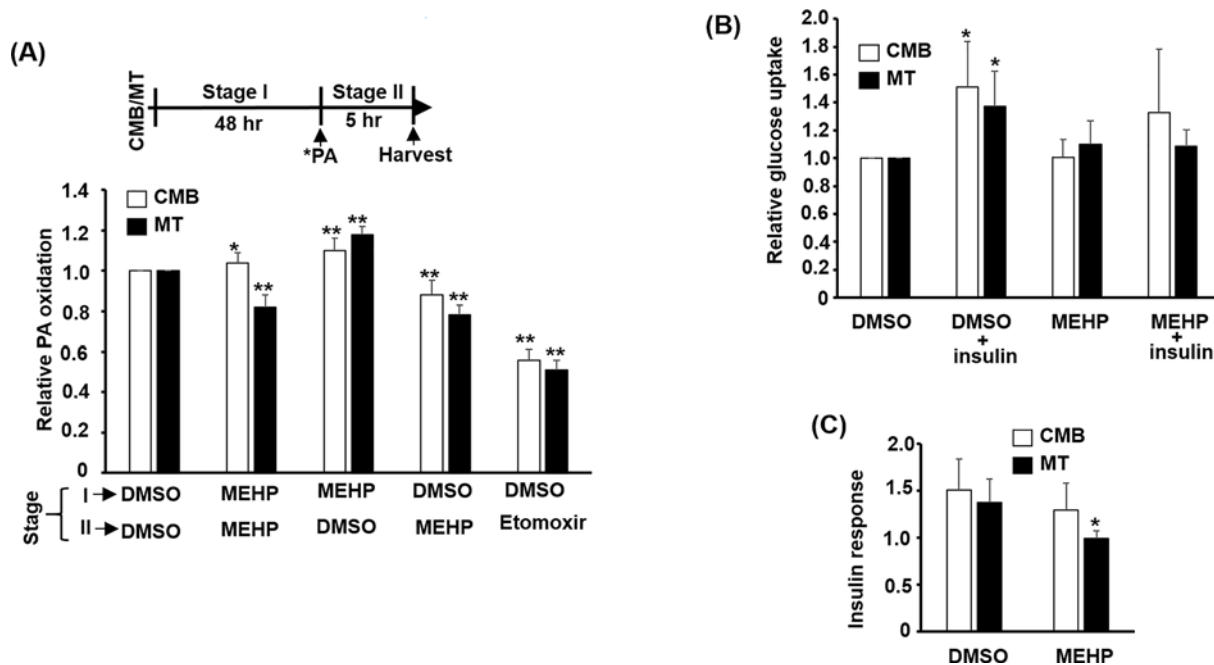 (A)
CMB/MT
Stage I
Stage II
48 hr
5 hr
*PA
Harvest
Relative PA oxidation
1.4
1.2
1.0
0.8
0.6
0.4
0.2
0
CMB
MT
*
**
**
**
**
**
**
**
Stage
I DMSO MEHP MEHP DMSO DMSO
II DMSO MEHP DMSO MEHP Etomoxir
(B)
Relative glucose uptake
2.0
1.8
1.6
1.4
1.2
1.0
0.8
0.6
0.4
0.2
0
CMB
MT
*
*
DMSO
DMSO
+
insulin
MEHP
MEHP
+
insulin
(C)
Insulin response
2.0
1.5
1.0
0.5
0
CMB
MT
*
DMSO
MEHP